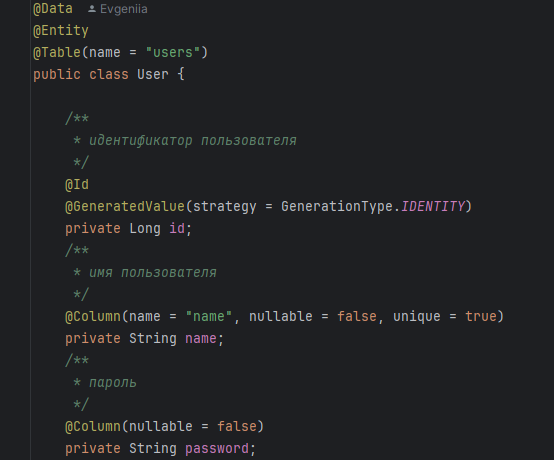 @Data Evgeniia
@Entity
@Table(name = "users")
public class User {
/**
* идентификатор пользователя
*/
@Id
@GeneratedValue(strategy = GenerationType.IDENTITY)
private Long id;
/**
* имя пользователя
*/
@Column(name = "name", nullable = false, unique = true)
private String name;
/**
* пароль
*/
@Column(nullable = false)
private String password;